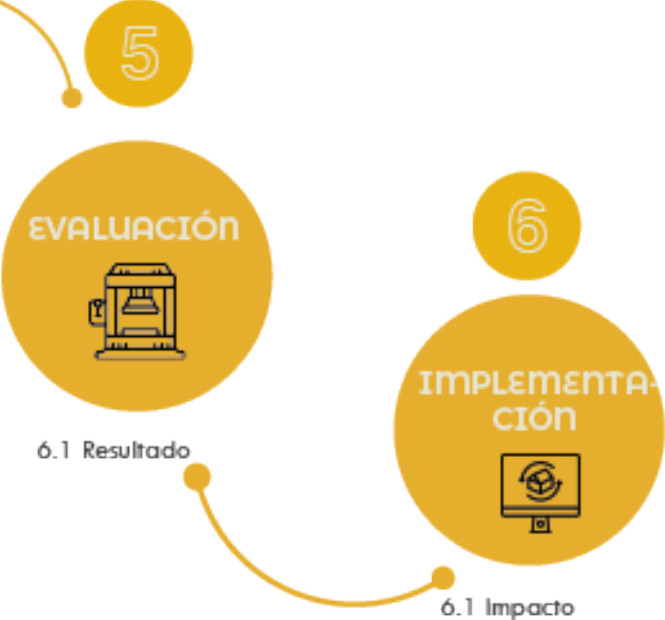 5
EVALUACIÓN
6.1 Resultado
6
IMPLEMENTA-
CIÓN
6.1 Impacto